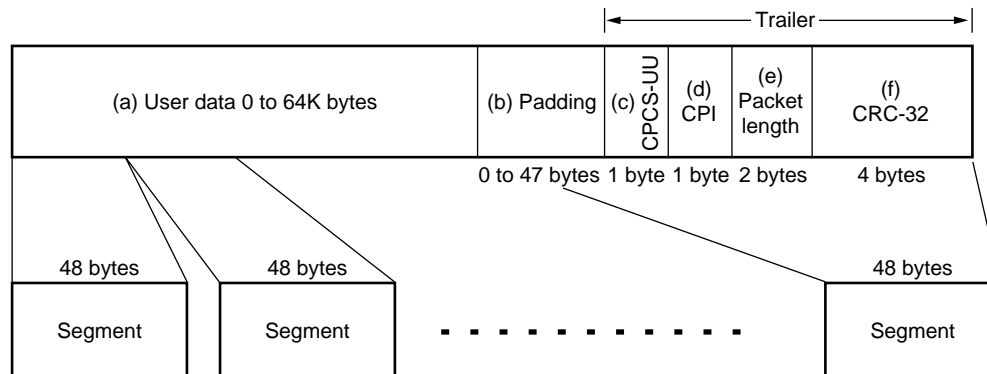 Trailer
(a) User data 0 to 64K bytes
(b) Padding
(c) CPCS-UU
(d)
CPI
(e)
Packet
length
(f)
CRC-32
0 to 47 bytes
1 byte
1 byte
2 bytes
4 bytes
48 bytes
48 bytes
48 bytes
Segment
Segment
Segment